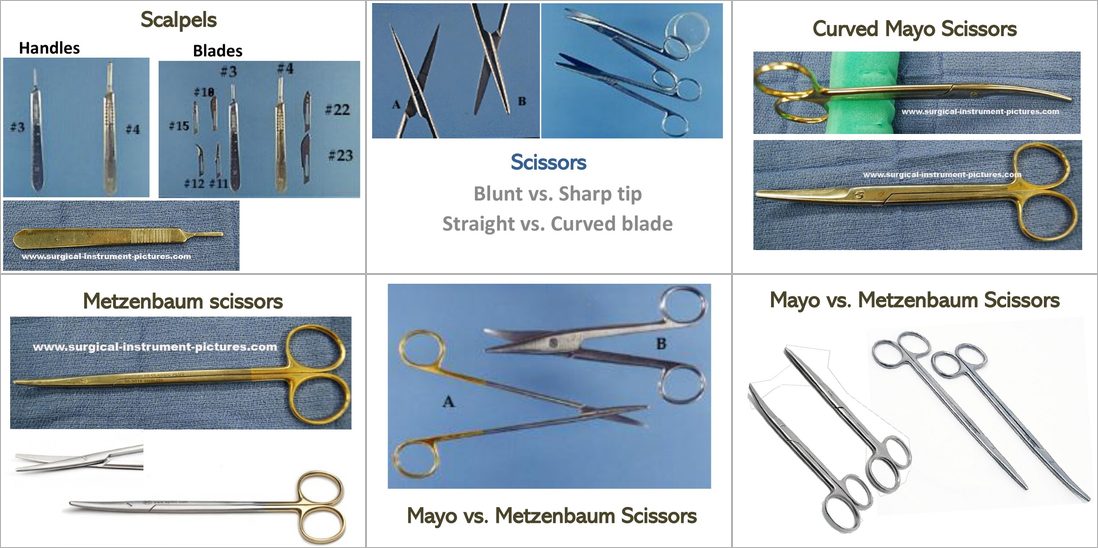 Scalpels
Handles
Blades
#3
#4
#3
#4
#18
#15
#12
#11
#22
#23
www.surgical-instrument-pictures.com
A
B
Scissors
Blunt vs. Sharp tip
Straight vs. Curved blade
Curved Mayo Scissors
www.surgical-instrument-pictures.com
www.surgical-instrument-pictures.com
Metzenbaum scissors
www.surgical-instrument-pictures.com
A
B
Mayo vs. Metzenbaum Scissors
Mayo vs. Metzenbaum Scissors